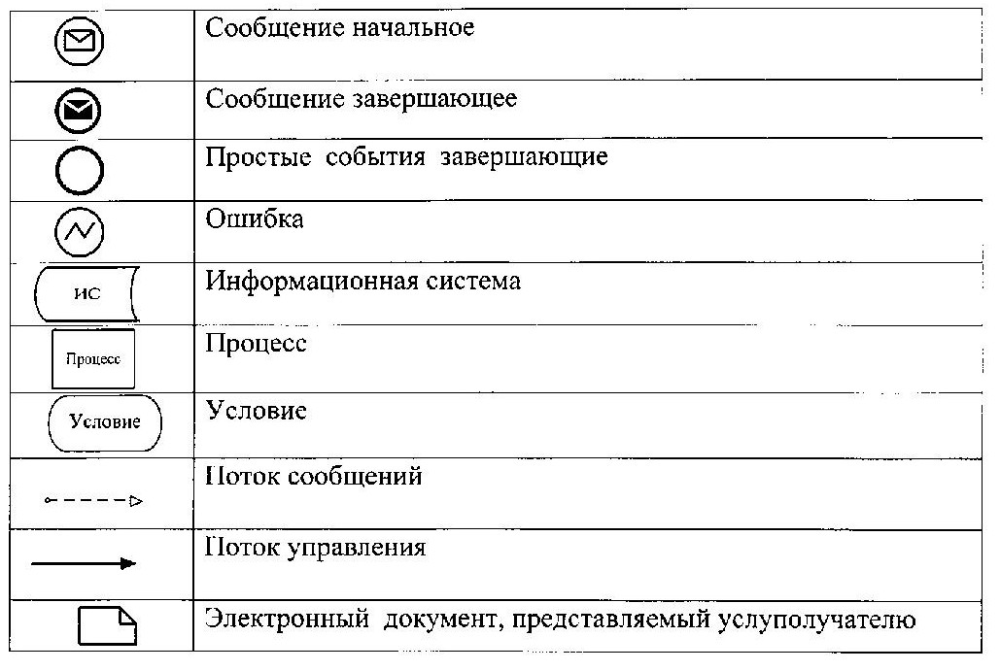 Сообщение начальное
Сообщение завершающее
Простые события завершающие
Ошибка
ИС
Информационная система
Процесс
Процесс
Условие
Условие
Поток сообщений
Поток управления
Электронный документ, представляемый услуполучателю